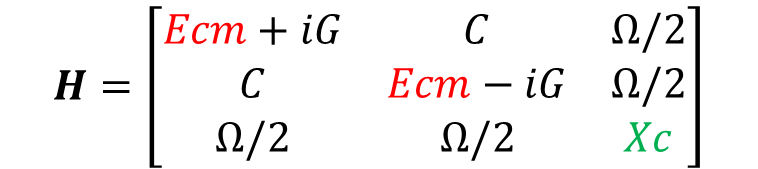 Ecm + iG C Ω/2
H = C Ecm − iG Ω/2
Ω/2 Ω/2 Xc